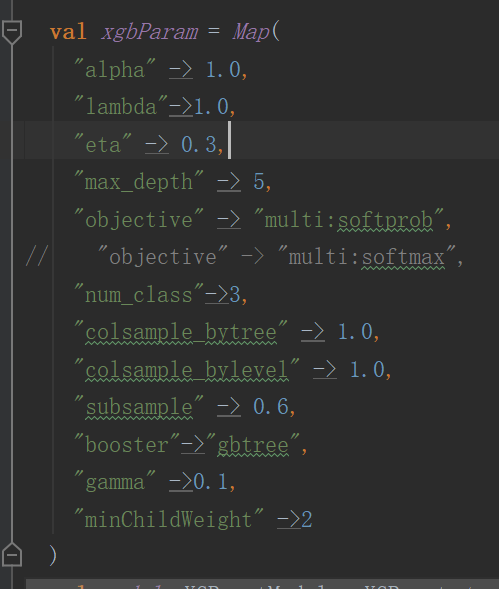 val xgbParam = Map(
"alpha" -> 1.0,
"lambda"->1.0,
"eta" -> 0.3,
"max_depth" -> 5,
"objective" -> "multi:softprob",
// "objective" -> "multi:softmax",
"num_class"->3,
"colsample_bytree" -> 1.0,
"colsample_bylevel" -> 1.0,
"subsample" -> 0.6,
"booster"->"gbtree",
"gamma" ->0.1,
"minChildWeight" ->2
)